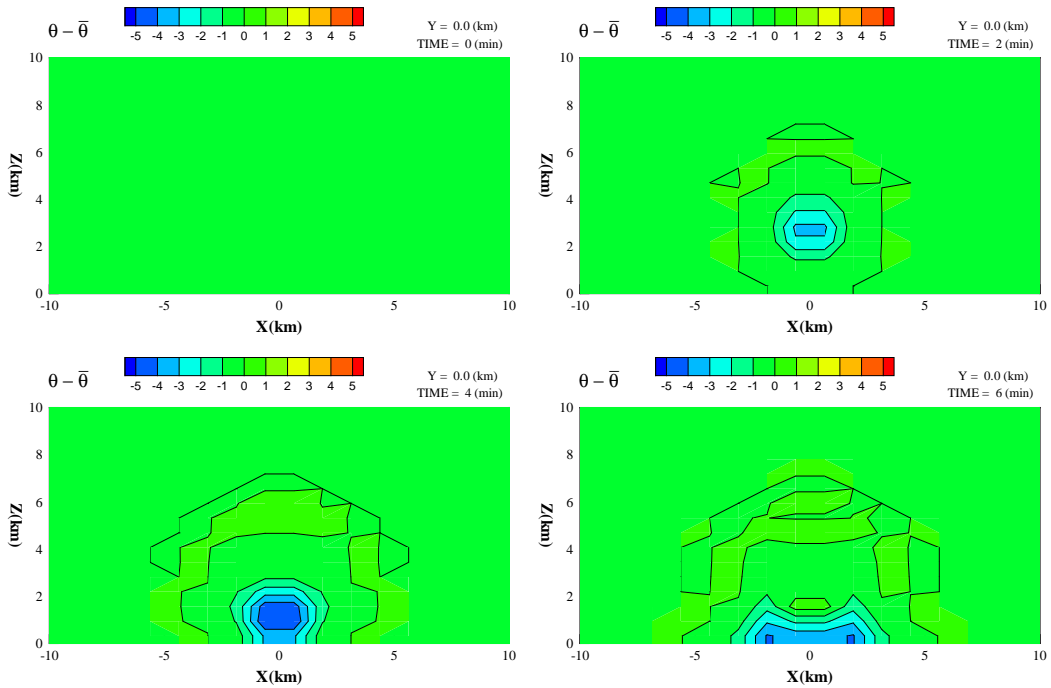 θ − θ̅
-5 -4 -3 -2 -1 0 1 2 3 4 5
Y = 0.0 (km)
TIME = 0 (min)
10
8
6
4
2
0
Z(km)
-10 -5 0 5 10
X(km)
θ − θ̅
-5 -4 -3 -2 -1 0 1 2 3 4 5
Y = 0.0 (km)
TIME = 2 (min)
10
8
6
4
2
0
Z(km)
-10 -5 0 5 10
X(km)
θ − θ̅
-5 -4 -3 -2 -1 0 1 2 3 4 5
Y = 0.0 (km)
TIME = 4 (min)
10
8
6
4
2
0
Z(km)
-10 -5 0 5 10
X(km)
θ − θ̅
-5 -4 -3 -2 -1 0 1 2 3 4 5
Y = 0.0 (km)
TIME = 6 (min)
10
8
6
4
2
0
Z(km)
-10 -5 0 5 10
X(km)